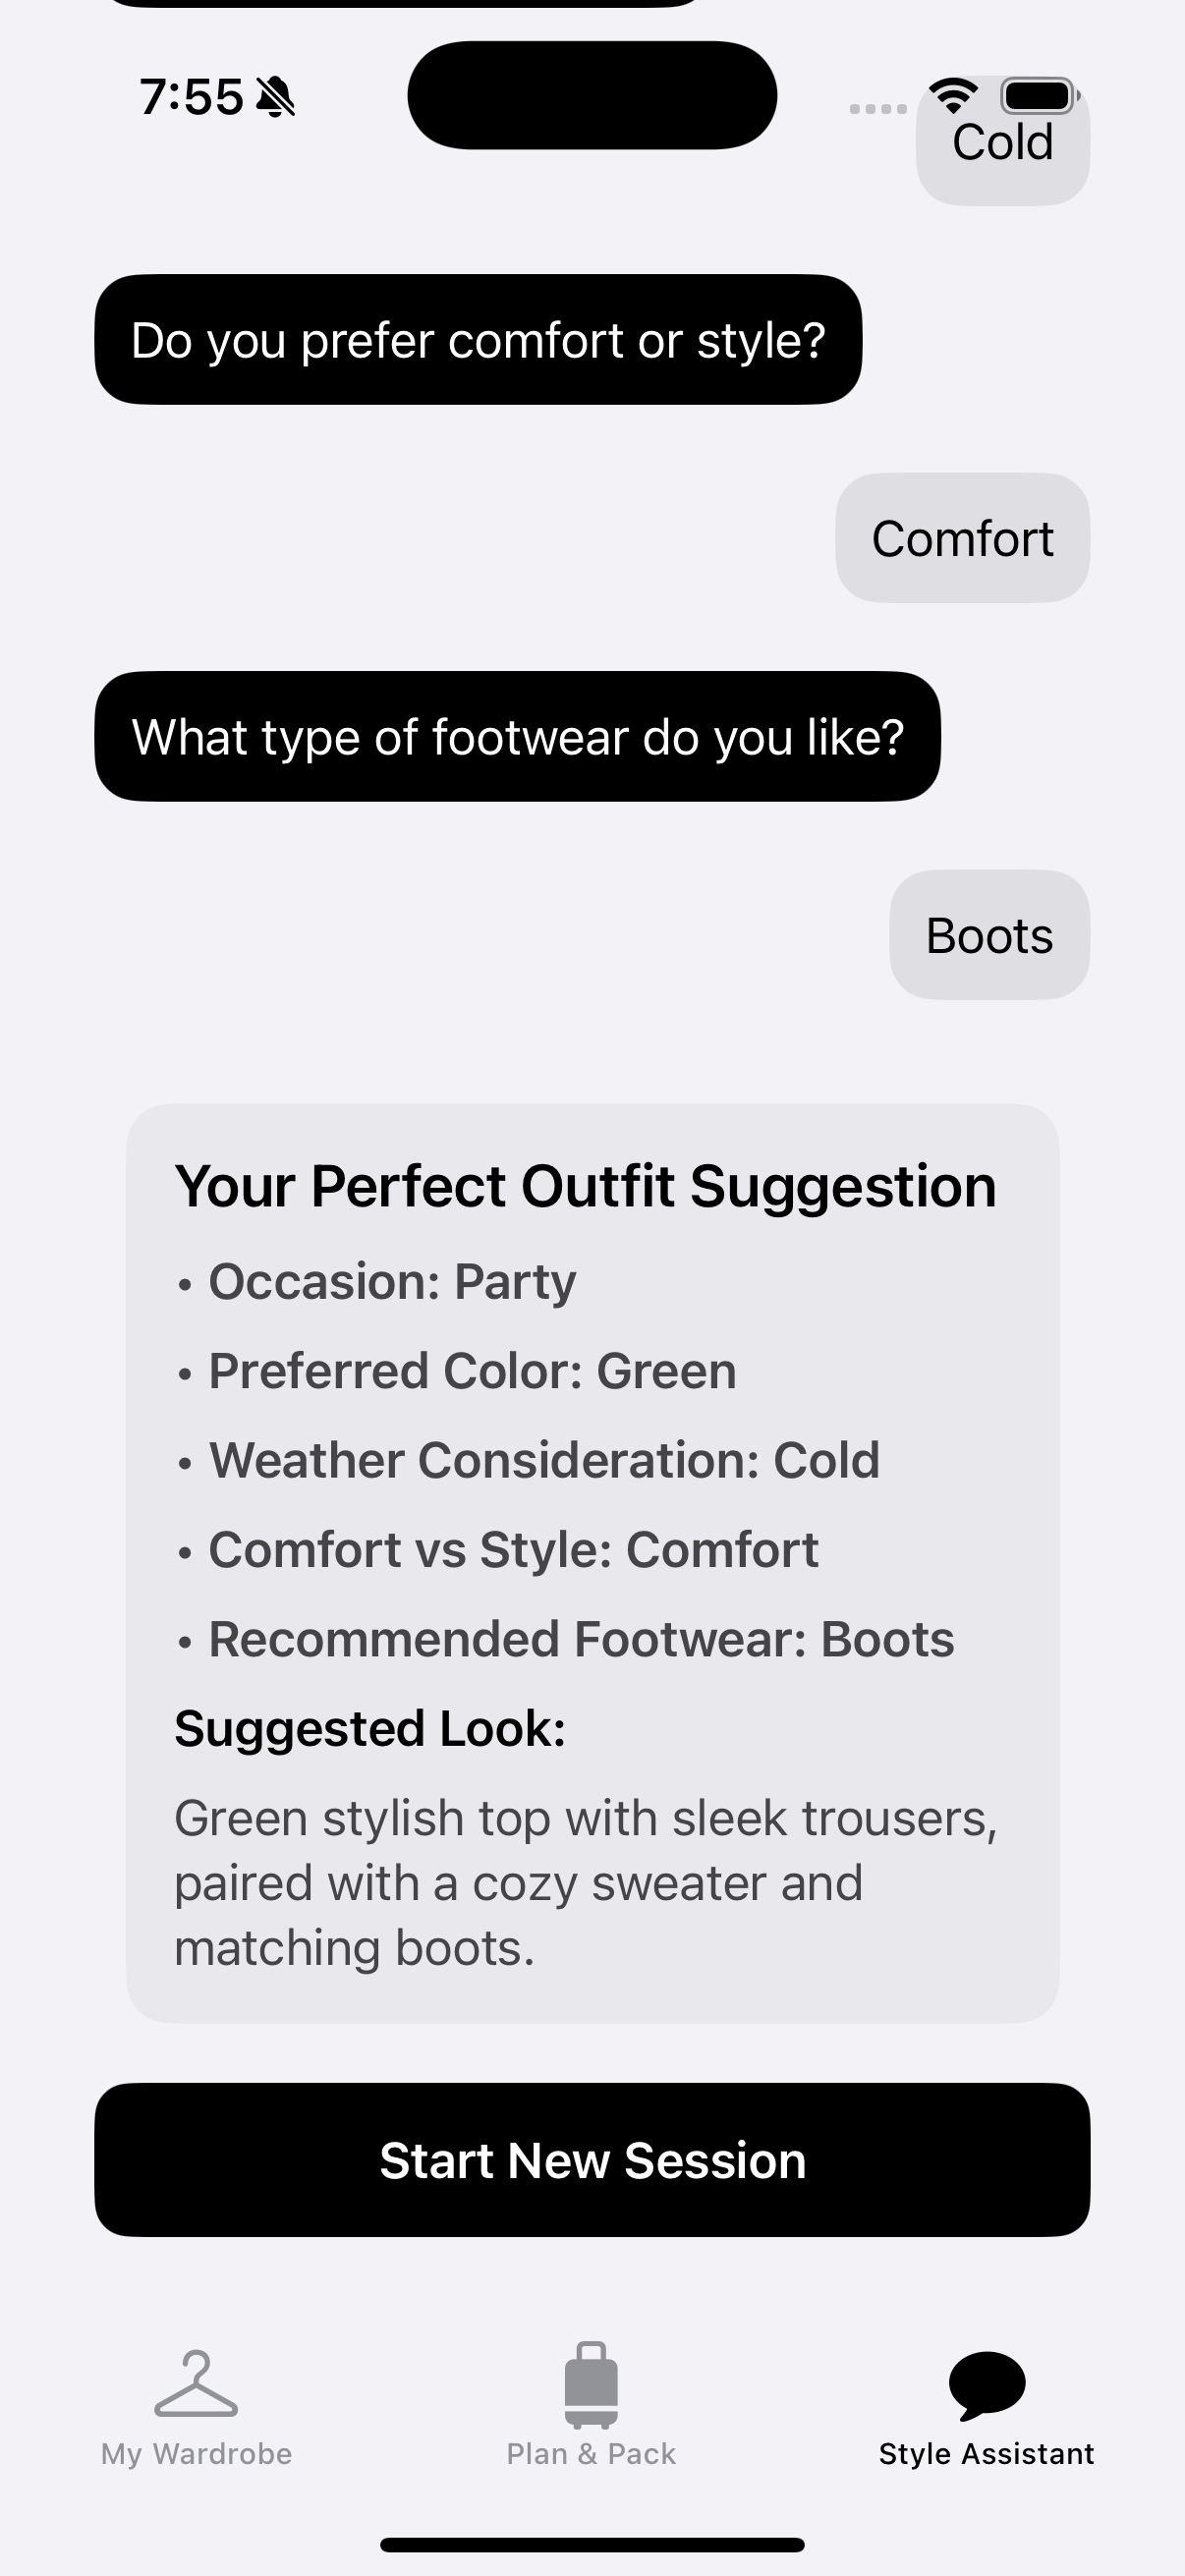 7:55
Cold
Do you prefer comfort or style?
Comfort
What type of footwear do you like?
Boots
Your Perfect Outfit Suggestion
• Occasion: Party
• Preferred Color: Green
• Weather Consideration: Cold
• Comfort vs Style: Comfort
• Recommended Footwear: Boots
Suggested Look:
Green stylish top with sleek trousers,
paired with a cozy sweater and
matching boots.
Start New Session
My Wardrobe
Plan & Pack
Style Assistant